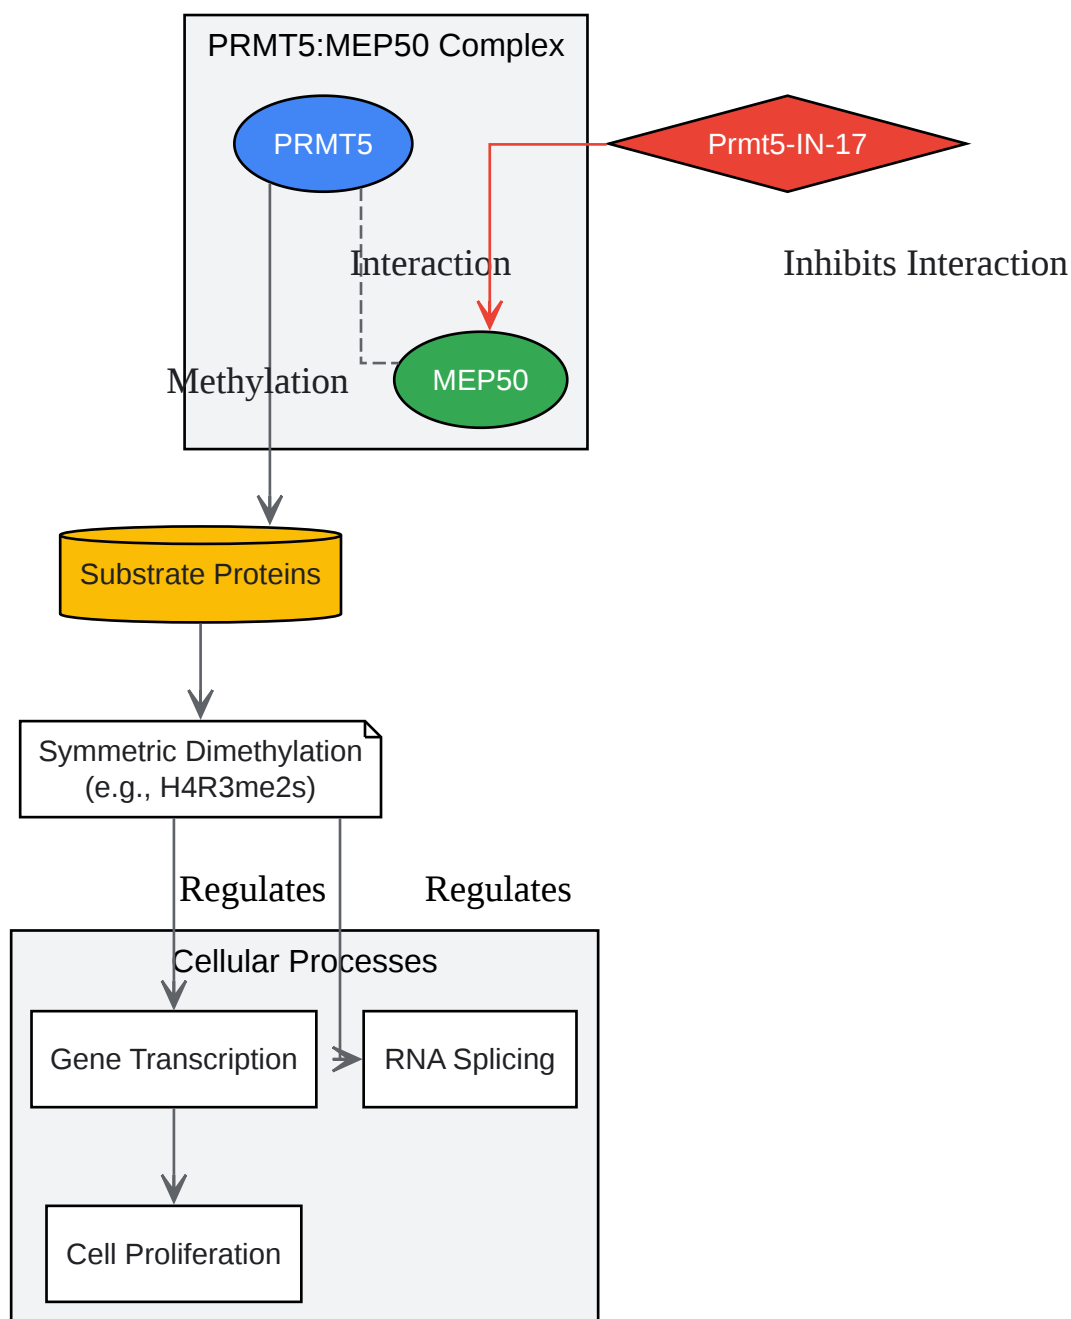 PRMT5:MEP50 Complex
PRMT5
Prmt5-IN-17
Interaction
Inhibits Interaction
Methylation
MEP50
Substrate Proteins
Symmetric Dimethylation
(e.g., H4R3me2s)
Regulates
Regulates
Cellular Processes
Gene Transcription
RNA Splicing
Cell Proliferation